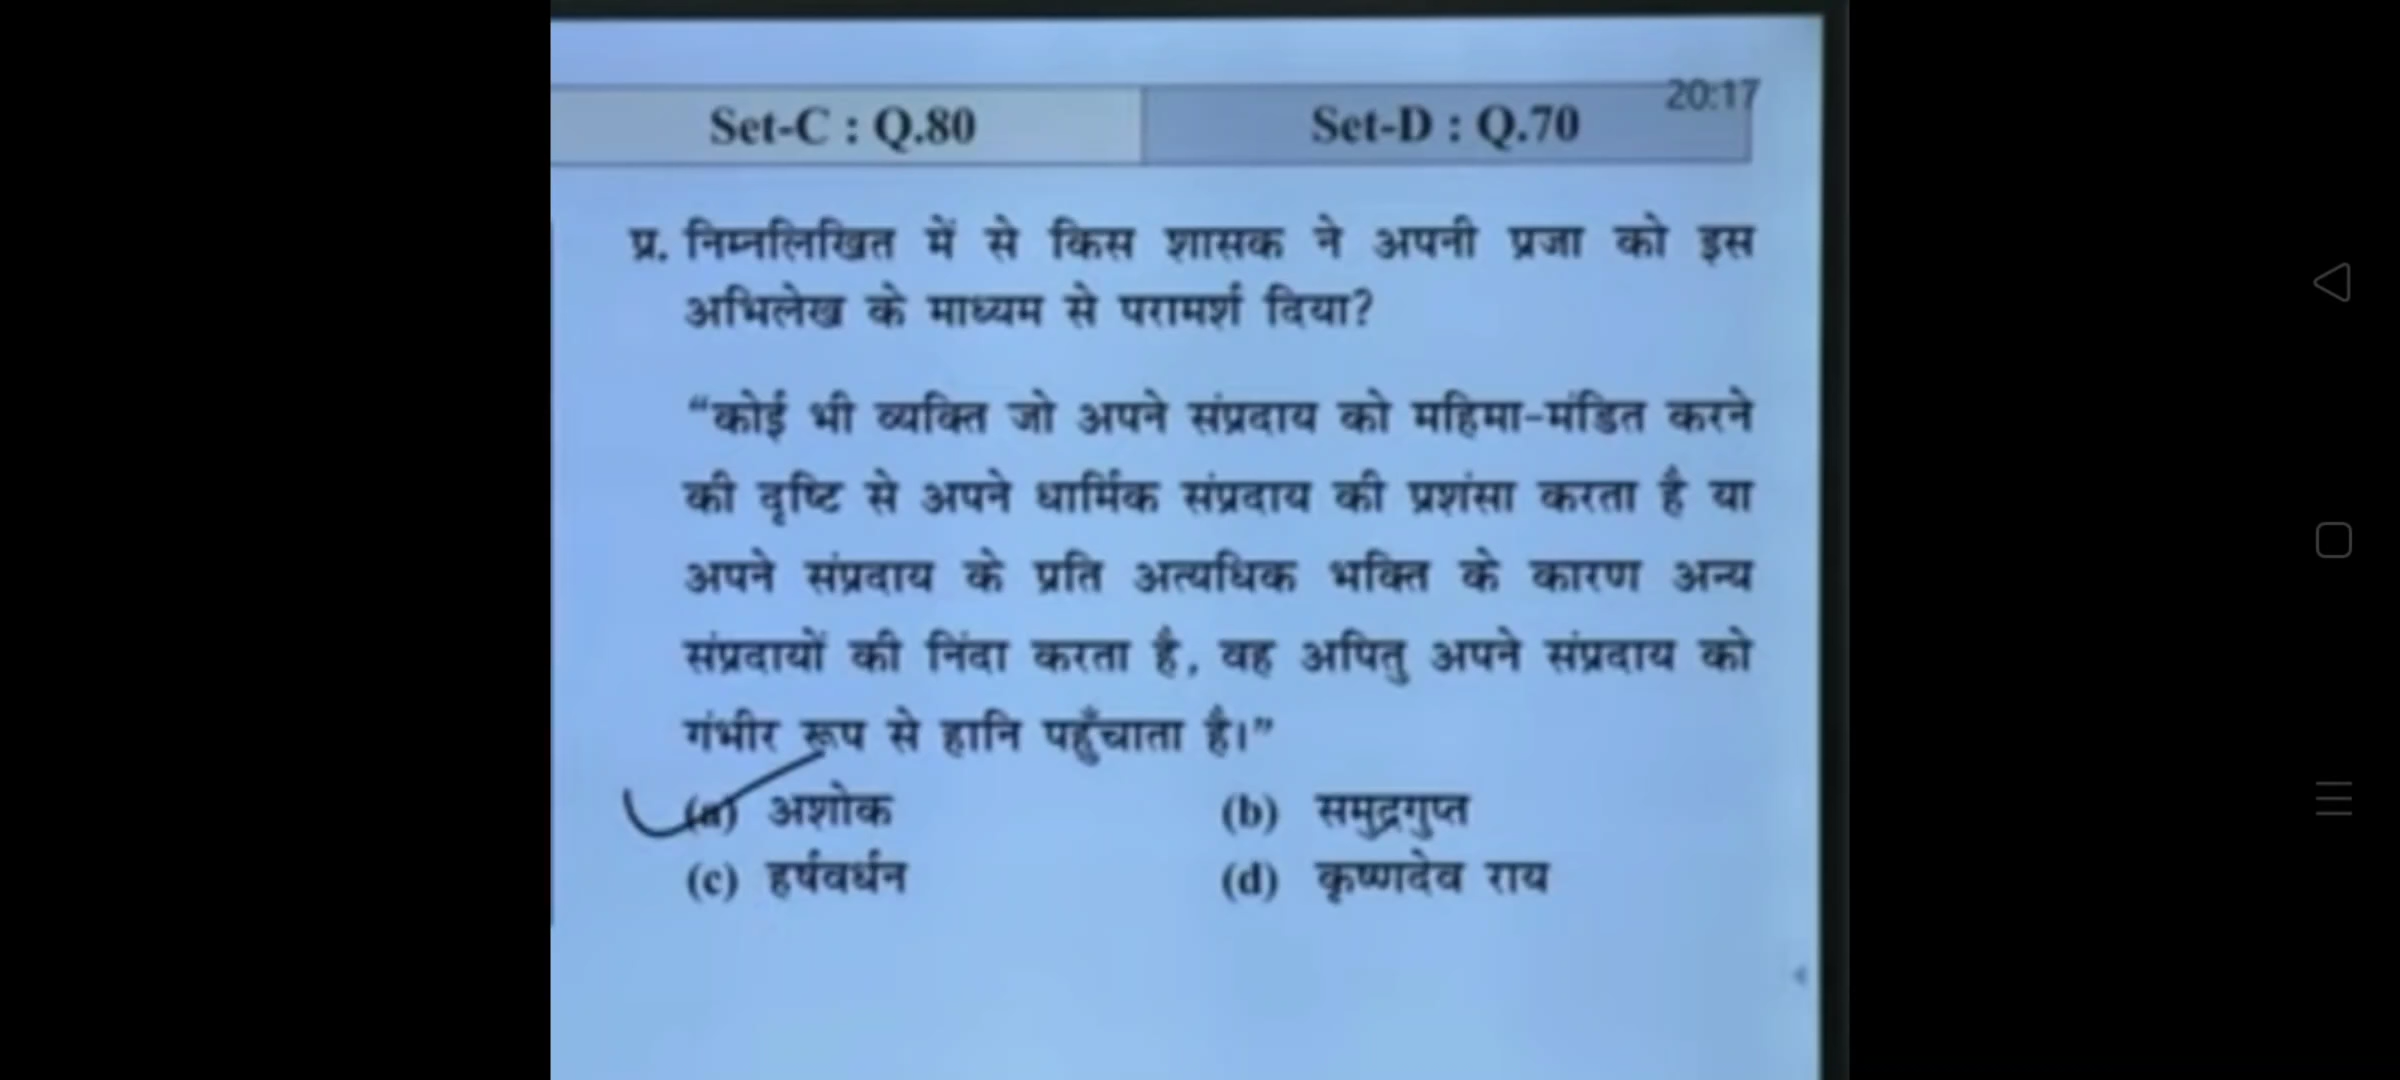 20:17
Set-C : Q.80 Set-D : Q.70
प्र. निम्नलिखित में से किस शासक ने अपनी प्रजा को इस
अभिलेख के माध्यम से परामर्श दिया?
“कोई भी व्यक्ति जो अपने संप्रदाय को महिमा-मंडित करने
की दृष्टि से अपने धार्मिक संप्रदाय की प्रशंसा करता है या
अपने संप्रदाय के प्रति अत्यधिक भक्ति के कारण अन्य
संप्रदायों की निंदा करता है, वह अपितु अपने संप्रदाय को
गंभीर रूप से हानि पहुँचाता है।”
(a) अशोक (b) समुद्रगुप्त
(c) हर्षवर्धन (d) कृष्णदेव राय